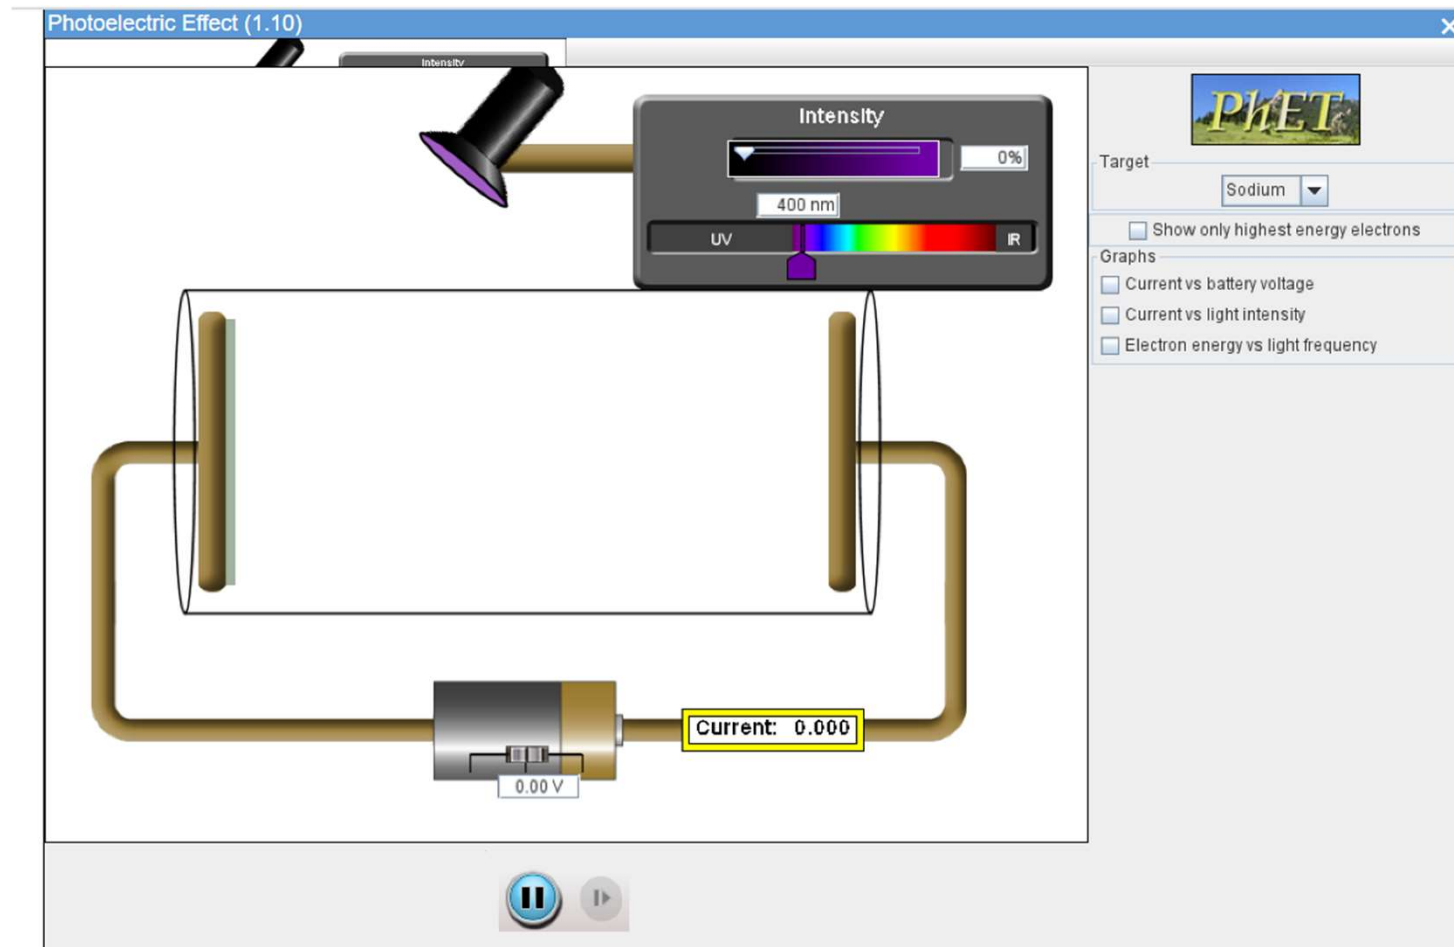 Photoelectric Effect (1.10)
Intensity
Intensity
0%
400 nm
UV
IR
PhET
Target
Sodium
Show only highest energy electrons
Graphs
Current vs battery voltage
Current vs light intensity
Electron energy vs light frequency
Current: 0.000
0.00 V